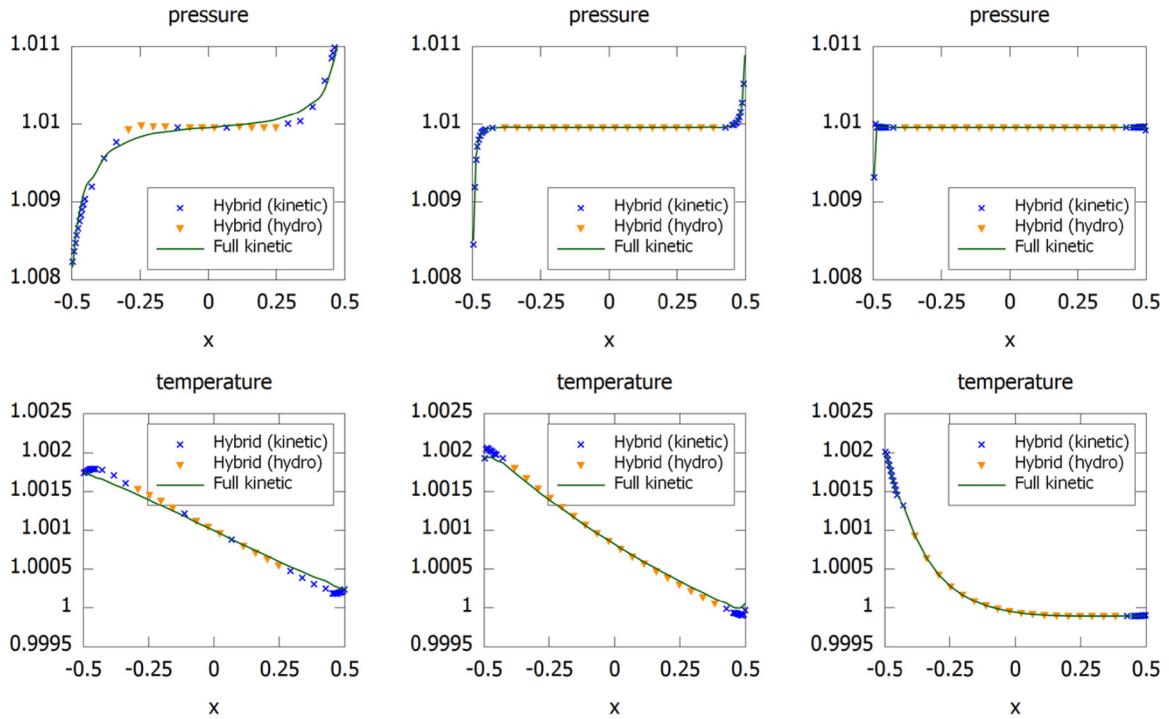 pressure
1.011
1.01
1.009
1.008
Hybrid (kinetic)
Hybrid (hydro)
Full kinetic
-0.5 -0.25 0 0.25 0.5
x
pressure
1.011
1.01
1.009
1.008
Hybrid (kinetic)
Hybrid (hydro)
Full kinetic
-0.5 -0.25 0 0.25 0.5
x
pressure
1.011
1.01
1.009
1.008
Hybrid (kinetic)
Hybrid (hydro)
Full kinetic
-0.5 -0.25 0 0.25 0.5
x
temperature
1.0025
1.002
1.0015
1.001
1.0005
1
0.9995
Hybrid (kinetic)
Hybrid (hydro)
Full kinetic
-0.5 -0.25 0 0.25 0.5
x
temperature
1.0025
1.002
1.0015
1.001
1.0005
1
0.9995
Hybrid (kinetic)
Hybrid (hydro)
Full kinetic
-0.5 -0.25 0 0.25 0.5
x
temperature
1.0025
1.002
1.0015
1.001
1.0005
1
0.9995
Hybrid (kinetic)
Hybrid (hydro)
Full kinetic
-0.5 -0.25 0 0.25 0.5
x